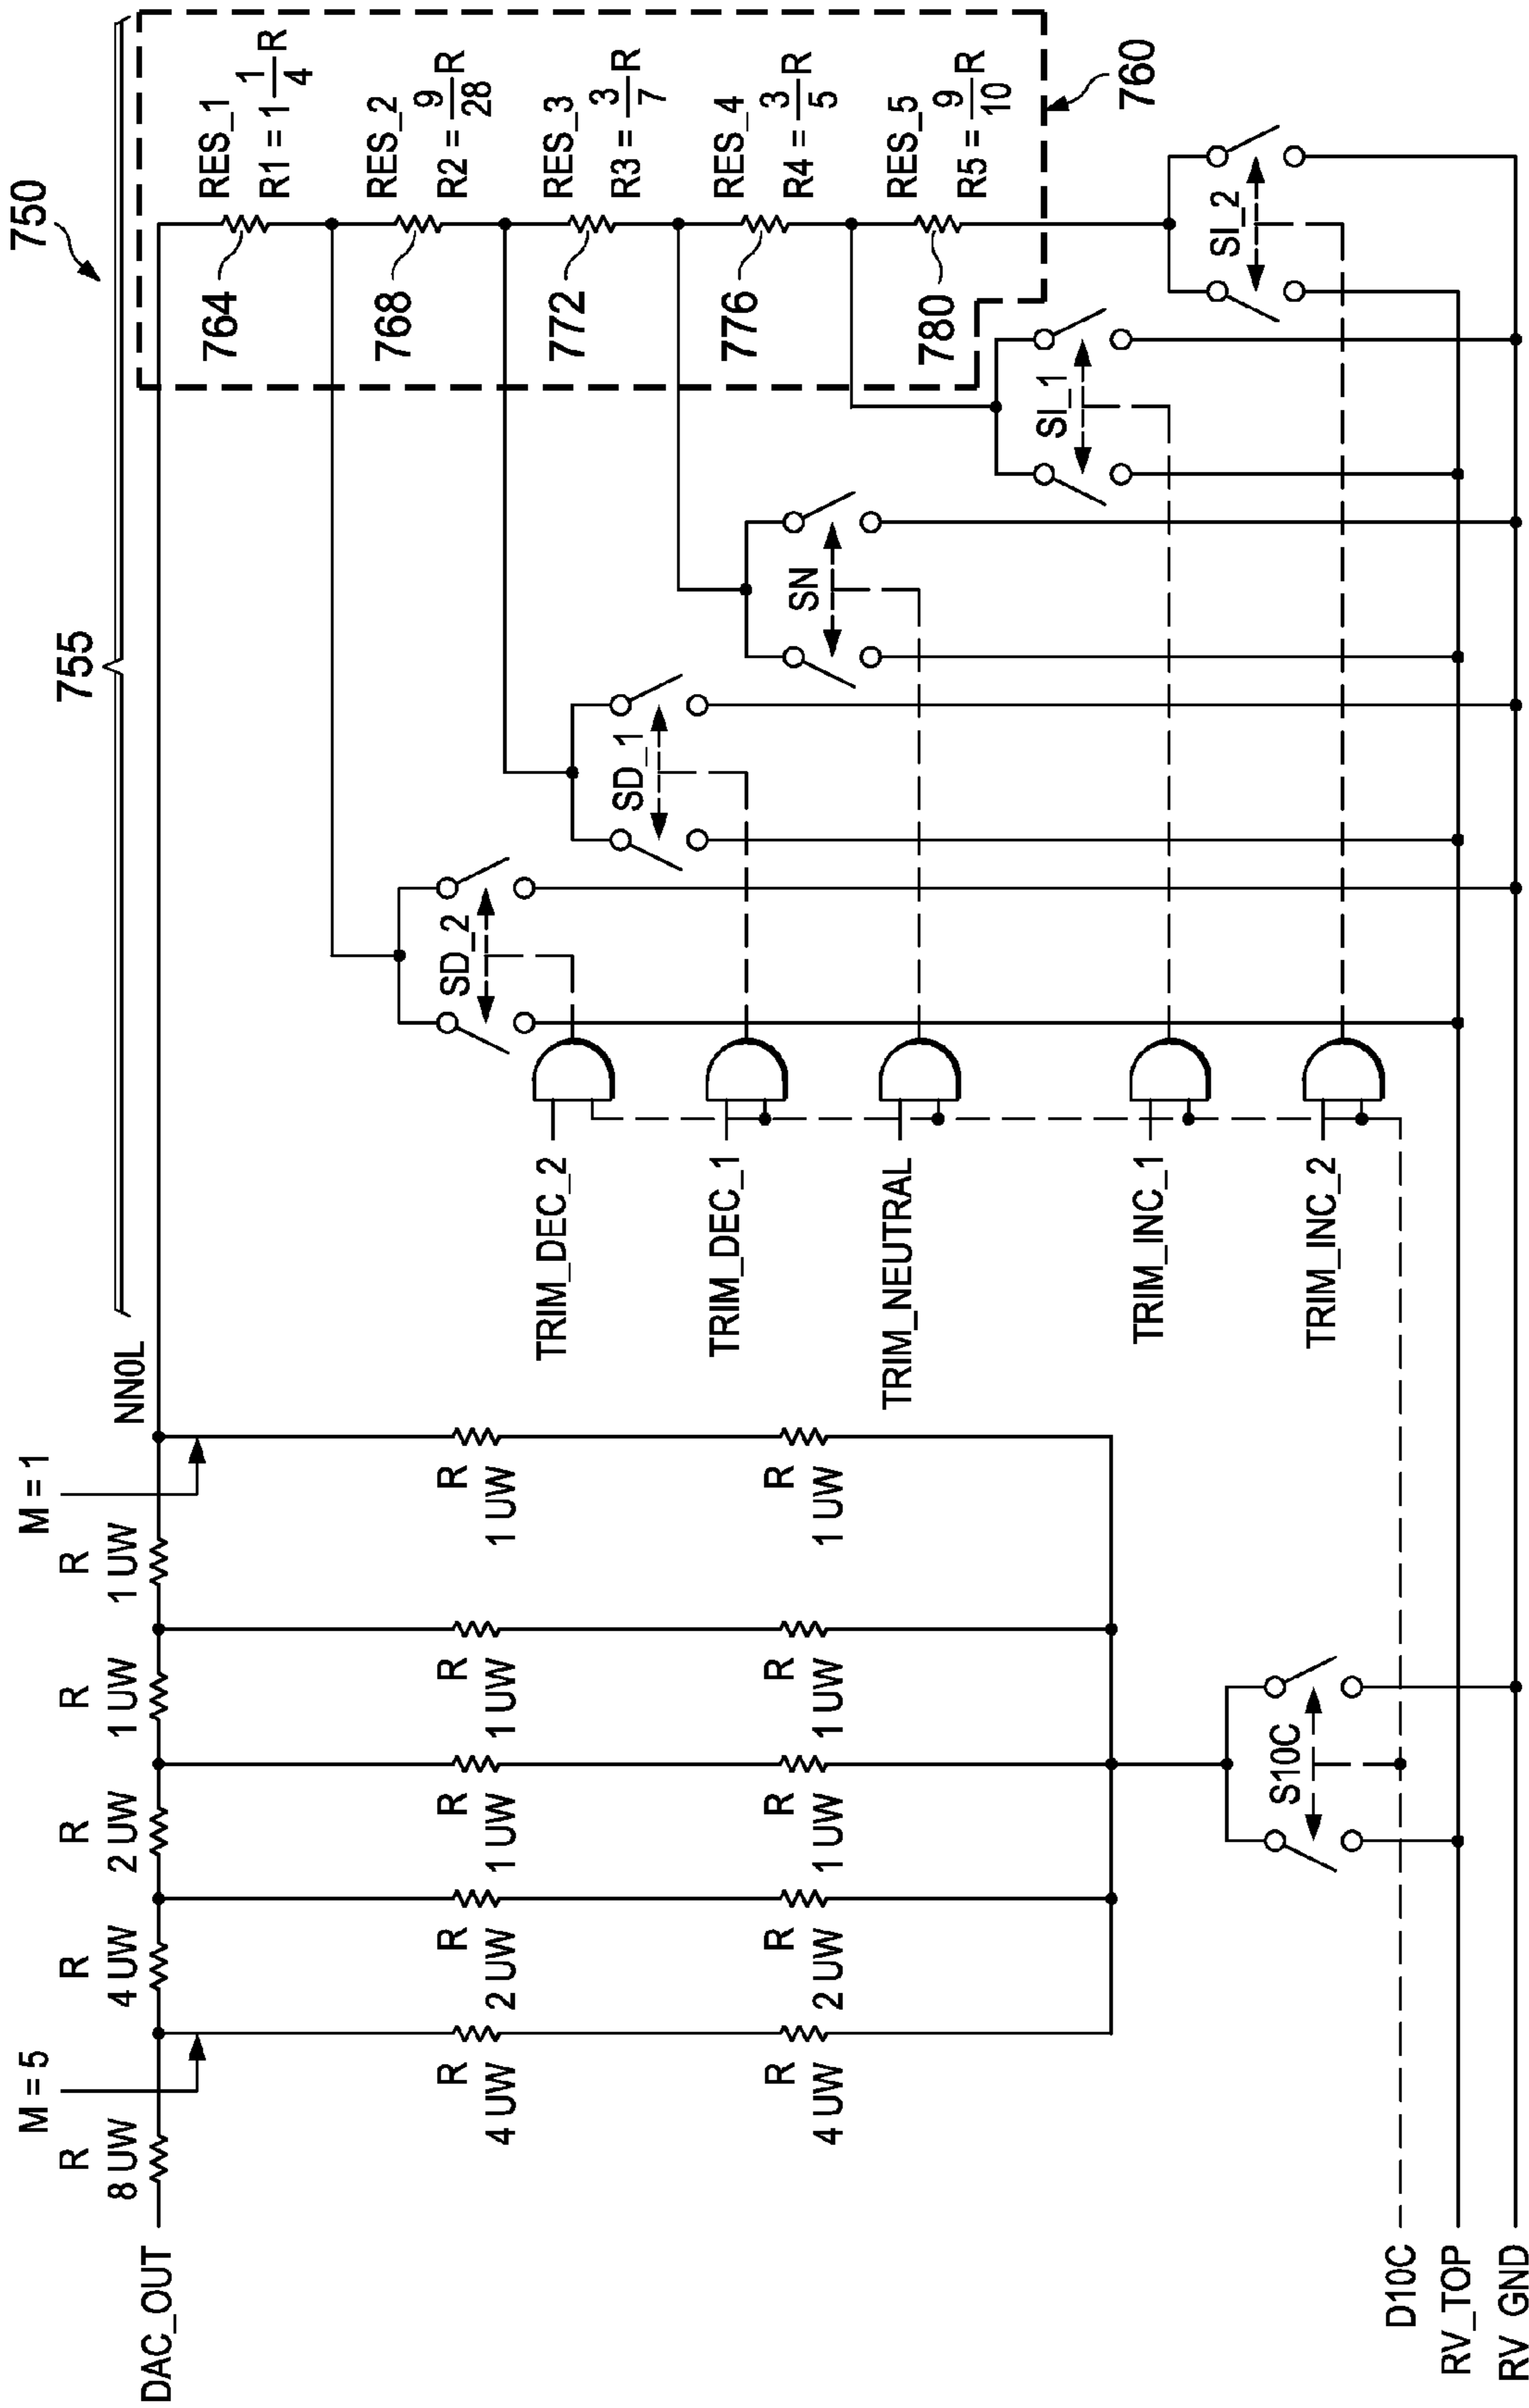 750
755
M = 5
M = 1
R
8 UW
R
4 UW
R
2 UW
R
1 UW
R
1 UW
NN0L
DAC_OUT
R
4 UW
R
2 UW
R
1 UW
R
1 UW
R
1 UW
R
4 UW
R
2 UW
R
1 UW
R
1 UW
R
1 UW
S10C
TRIM_DEC_2
TRIM_DEC_1
TRIM_NEUTRAL
TRIM_INC_1
TRIM_INC_2
SD_2
SD_1
SN
SI_1
SI_2
764
RES_1
R1 = 1 1/4 R
768
RES_2
R2 = 9/28 R
772
RES_3
R3 = 3/7 R
776
RES_4
R4 = 3/5 R
780
RES_5
R5 = 9/10 R
760
D10C
RV_TOP
RV_GND